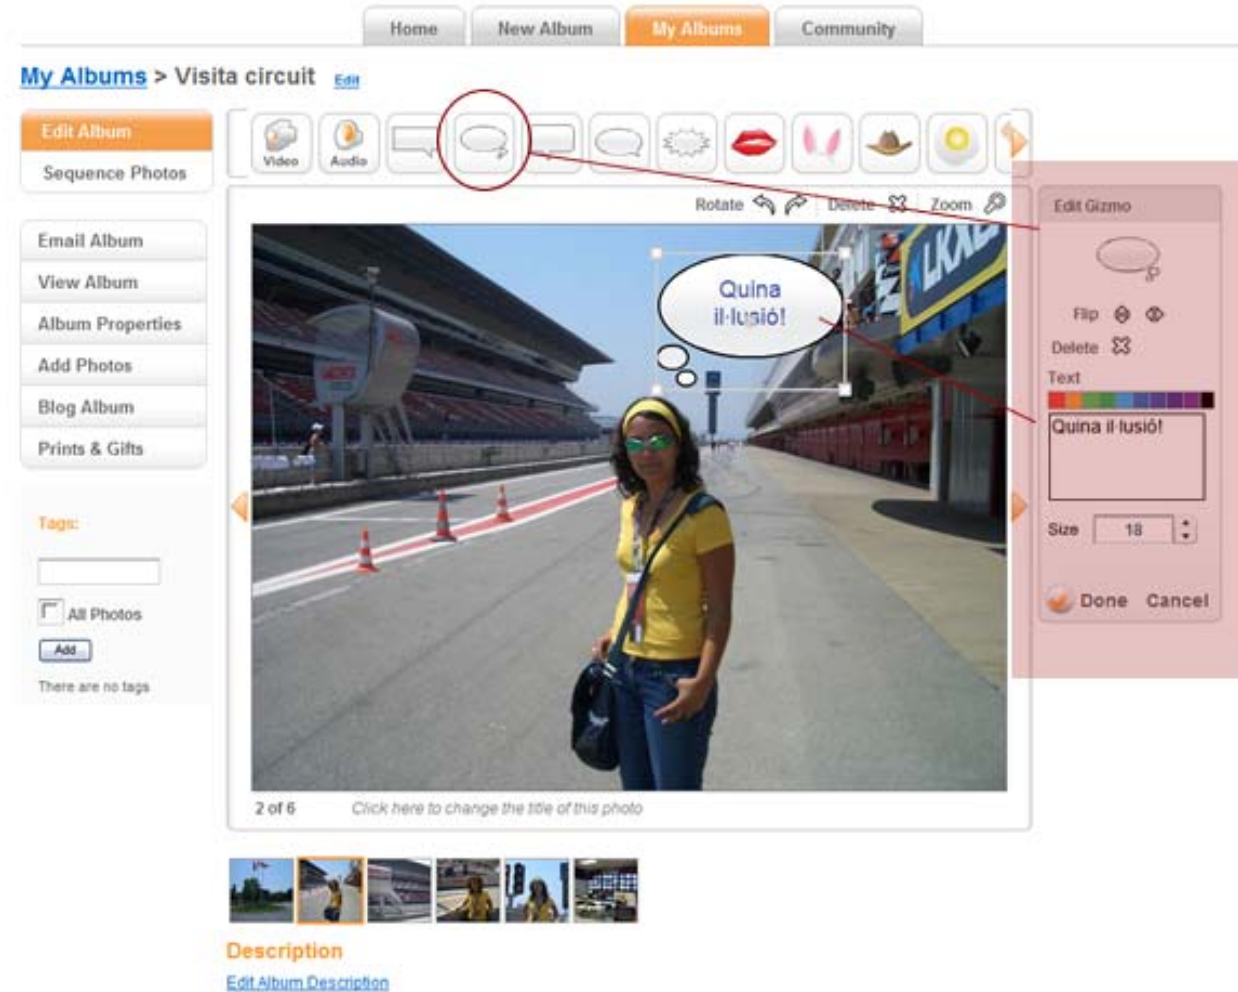 Home New Album My Albums Community
My Albums > Visita circuit Edit
Edit Album
Sequence Photos
Email Album
View Album
Album Properties
Add Photos
Blog Album
Prints & Gifts
Tags:
All Photos
Add
There are no tags
Video Audio
Rotate Delete Zoom
Quina
il·lusió!
LKXE
2 of 6 Click here to change the title of this photo
Description
Edit Album Description
Edit Gizmo
Flip
Delete
Text
Quina il·lusió!
Size 18
Done Cancel